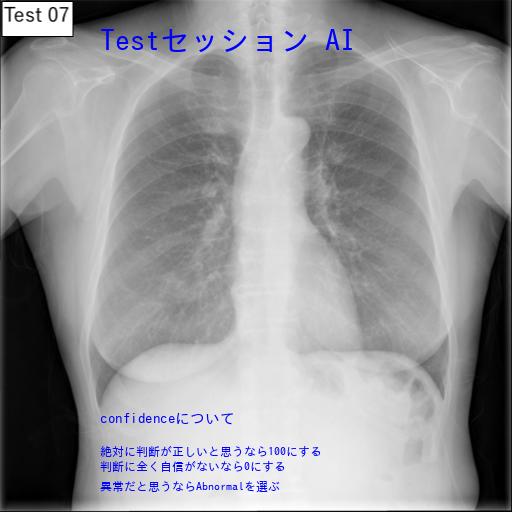 Test 07
Testセッション AI
confidenceについて
絶対に判断が正しいと思うなら100にする
判断に全く自信がないなら0にする
異常だと思うならAbnormalを選ぶ